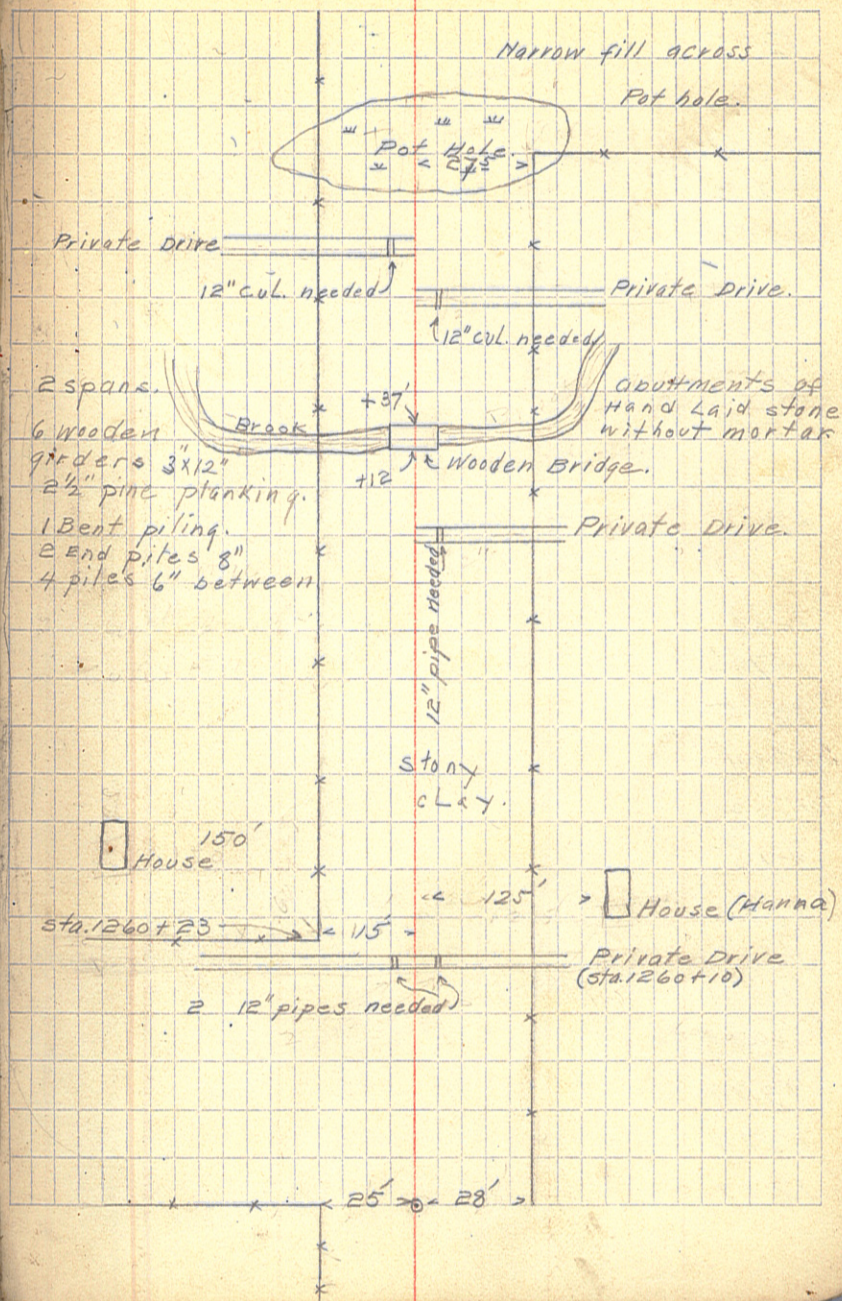 Narrow fill across
Pot hole.
Pot Hole.
Private Drive
12" cul. needed
Private Drive.
12" cul. needed
2 spans.
6 wooden
girders 3"x12"
2½" pine planking.
1 Bent piling.
2 End piles 8"
4 piles 6" between
Brook
+37'
+12
Wooden Bridge.
abuttments of
Hand Laid stone
without mortar
Private Drive.
12" pipe needed
stony
cLay.
150'
House
125'
House (Hanna)
sta.1260+23
Private Drive
(sta.1260+10)
2 12" pipes needed
25' 28'